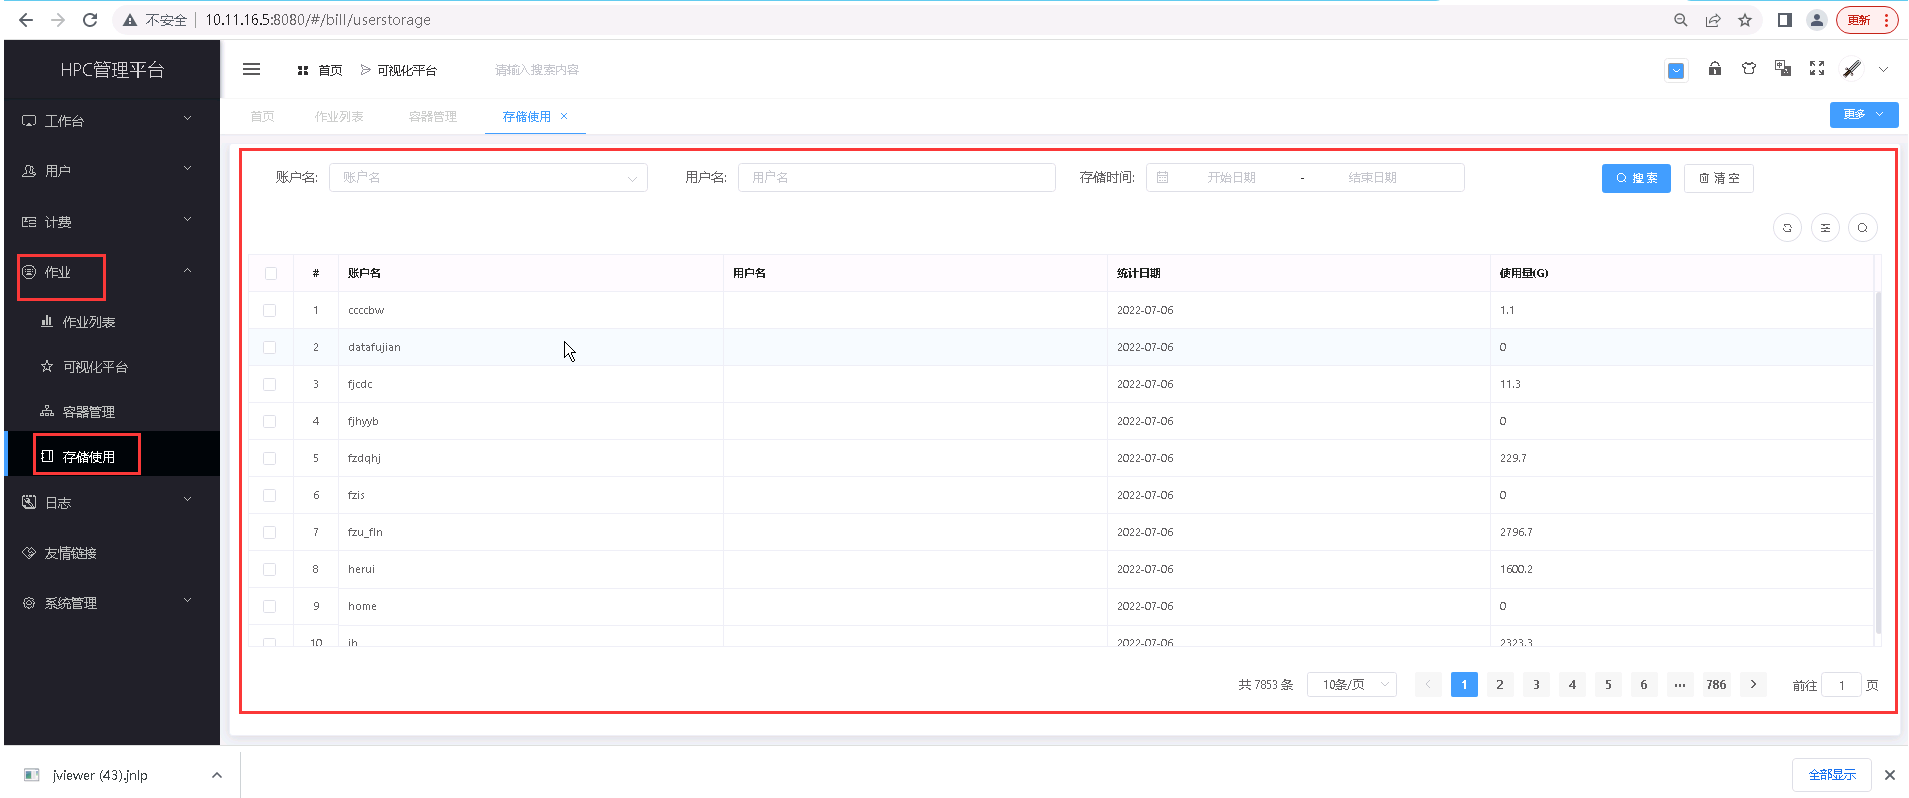 不安全 10.11.16.5:8080/#/bill/userstorage 更新
HPC管理平台
首页 可视化平台 请输入搜索内容
首页 作业列表 容器管理 存储使用 × 更多
工作台
用户
计费
作业
作业列表
可视化平台
容器管理
存储使用
日志
友情链接
系统管理
账户名: 账户名 用户名: 用户名 存储时间: 开始日期 - 结束日期 搜索 清空
# 账户名 用户名 统计日期 使用量(G)
1 ccccbw 2022-07-06 1.1
2 datafujian 2022-07-06 0
3 fjcdc 2022-07-06 11.3
4 fjhyyb 2022-07-06 0
5 fzdqhj 2022-07-06 229.7
6 fzis 2022-07-06 0
7 fzu_fln 2022-07-06 2796.7
8 herui 2022-07-06 1600.2
9 home 2022-07-06 0
10 2022-07-06 2323.3
共 7853 条 10条/页 1 2 3 4 5 6 ··· 786 前往 1 页
jviewer (43).jnlp 全部显示